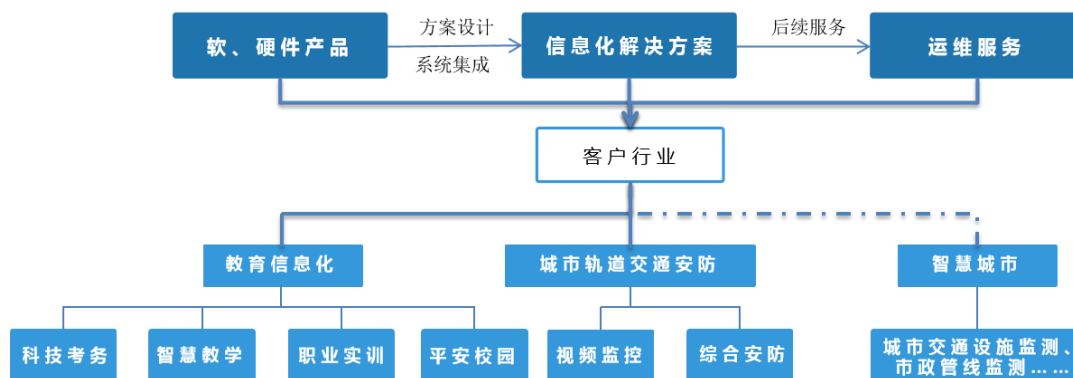 软、硬件产品
方案设计
系统集成
信息化解决方案
后续服务
运维服务
客户行业
教育信息化
城市轨道交通安防
智慧城市
科技考务
智慧教学
职业实训
平安校园
视频监控
综合安防
城市交通设施监测、
市政管线监测……